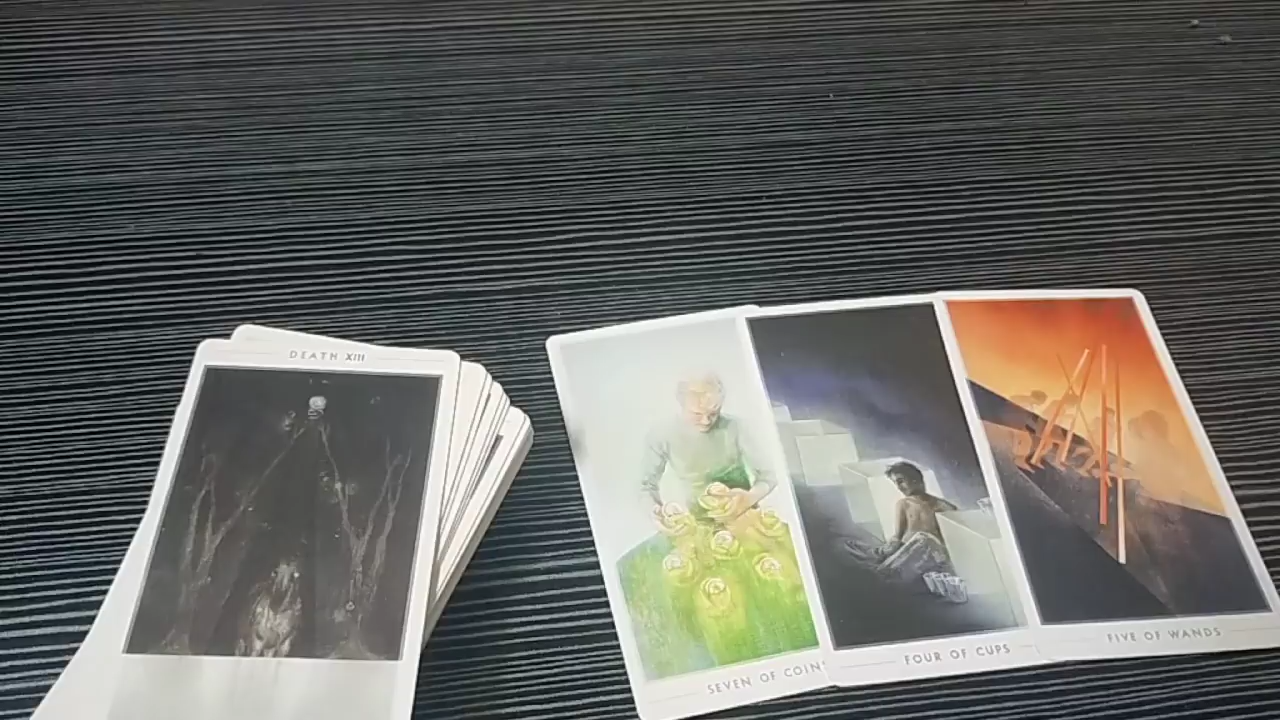 DEATH XIII
SEVEN OF COINS
FOUR OF CUPS
FIVE OF WANDS